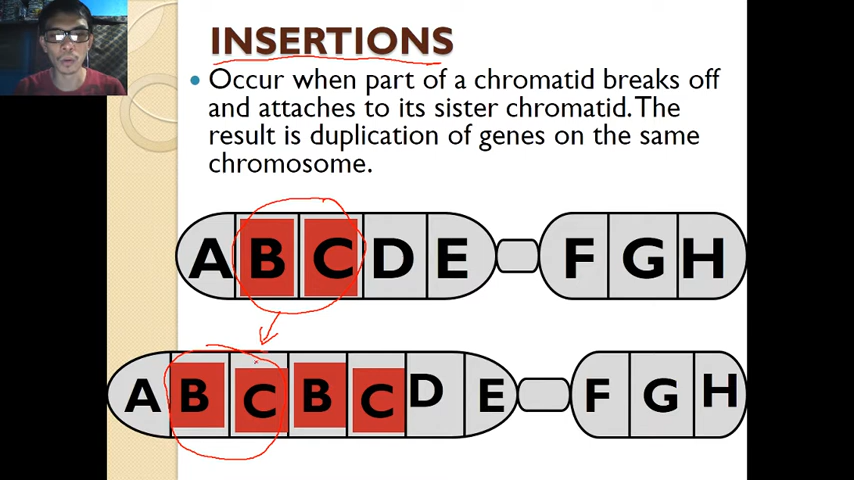 INSERTIONS
• Occur when part of a chromatid breaks off
and attaches to its sister chromatid. The
result is duplication of genes on the same
chromosome.
A B C D E F G H
A B C B C D E F G H